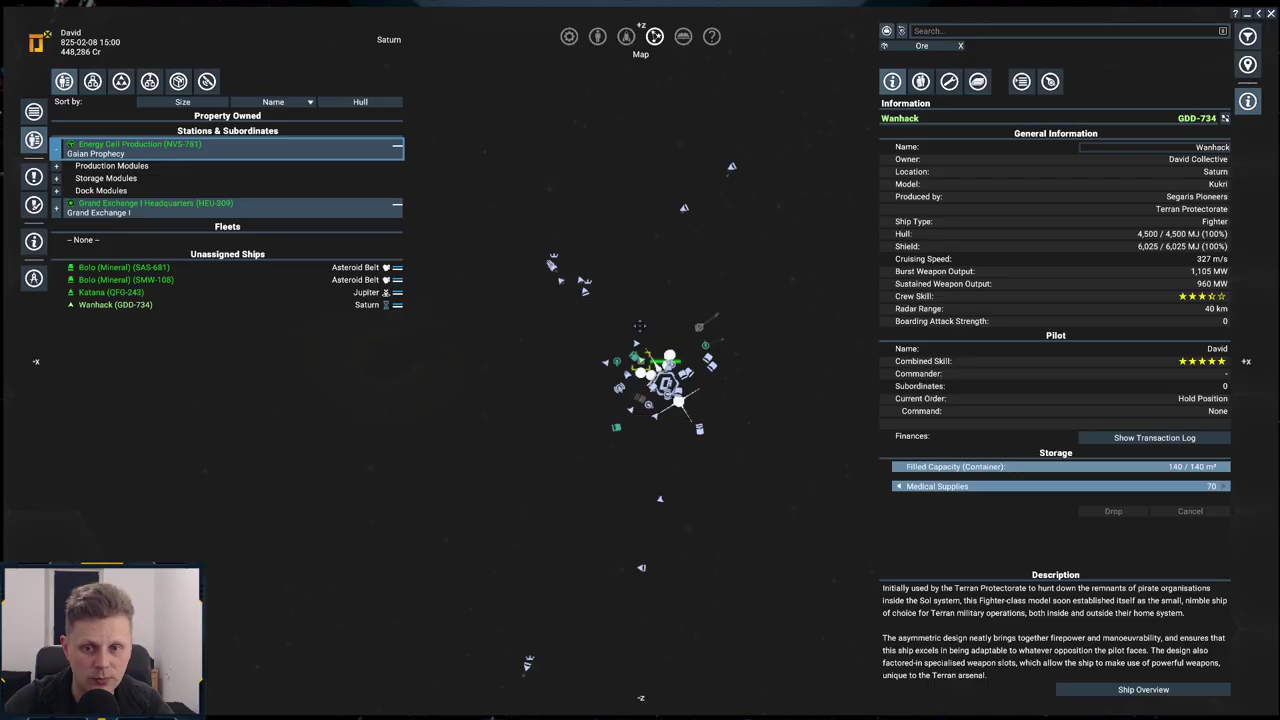 David
825-02-08 15:00
448,286 Cr
Saturn
+z
Map
Sort by:
Size
Name
Hull
Property Owned
Stations & Subordinates
- Energy Cell Production (NVS-781)
Gaian Prophecy
+ Production Modules
+ Storage Modules
+ Dock Modules
+ Grand Exchange I Headquarters (HEU-309)
Grand Exchange I
Fleets
-- None --
Unassigned Ships
Bolo (Mineral) (SAS-681) Asteroid Belt
Bolo (Mineral) (SMW-108) Asteroid Belt
Katana (QFG-243) Jupiter
Wanhack (GDD-734) Saturn
-x
+x
-z
Search...
Ore X
Information
Wanhack GDD-734
General Information
Name: Wanhack
Owner: David Collective
Location: Saturn
Model: Kukri
Produced by: Segaris Pioneers
Terran Protectorate
Ship Type: Fighter
Hull: 4,500 / 4,500 MJ (100%)
Shield: 6,025 / 6,025 MJ (100%)
Cruising Speed: 327 m/s
Burst Weapon Output: 1,105 MW
Sustained Weapon Output: 960 MW
Crew Skill: ★★★☆☆
Radar Range: 40 km
Boarding Attack Strength: 0
Pilot
Name: David
Combined Skill: ★★★★★
Commander: -
Subordinates: 0
Current Order: Hold Position
Command: None
Finances: Show Transaction Log
Storage
Filled Capacity (Container): 140 / 140 m³
Medical Supplies 70
Drop
Cancel
Description
Initially used by the Terran Protectorate to hunt down the remnants of pirate organisations
inside the Sol system, this Fighter-class model soon established itself as the small, nimble ship
of choice for Terran military operations, both inside and outside their home system.
The asymmetric design neatly brings together firepower and manoeuvrability, and ensures that
this ship excels in being adaptable to whatever opposition the pilot faces. The design also
factored-in specialised weapon slots, which allow the ship to make use of powerful weapons,
unique to the Terran arsenal.
Ship Overview